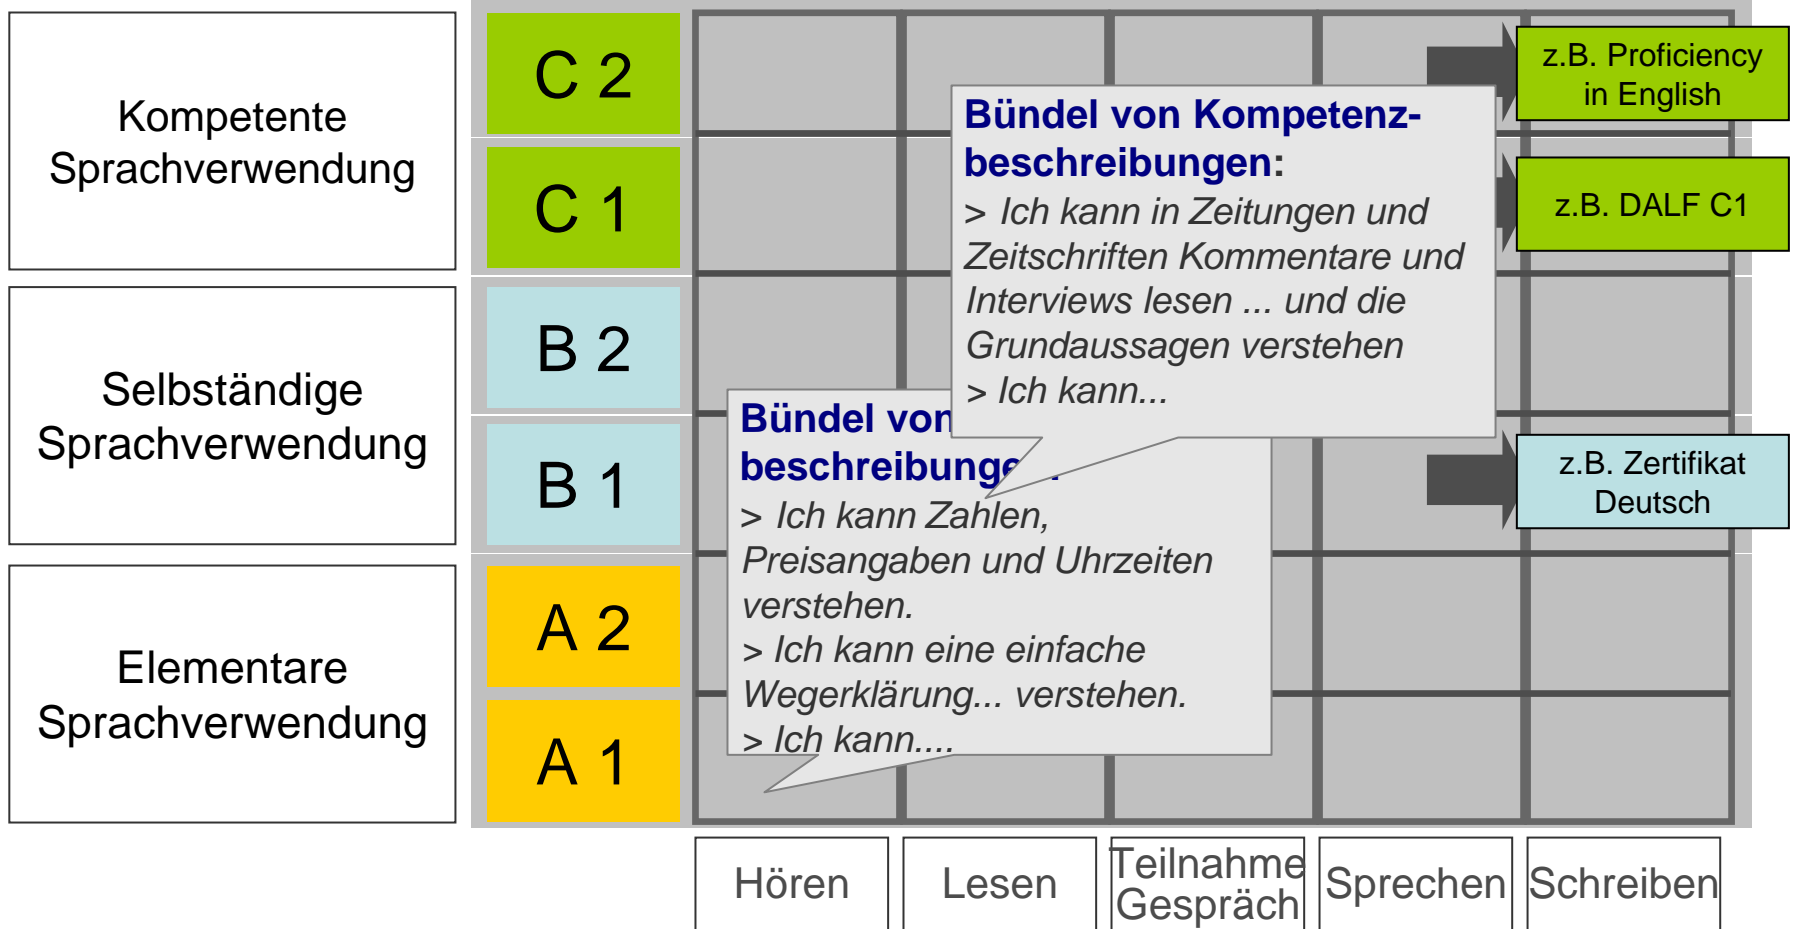 Kompetente
Sprachverwendung
Selbständige
Sprachverwendung
Elementare
Sprachverwendung
C 2
C 1
B 2
B 1
A 2
A 1
Bündel von Kompetenz-
beschreibungen:
> Ich kann in Zeitungen und
Zeitschriften Kommentare und
Interviews lesen ... und die
Grundaussagen verstehen
> Ich kann...
Bündel von
> Ich kann Zahlen,
Preisangaben und Uhrzeiten
verstehen.
> Ich kann eine einfache
Wegerklärung... verstehen.
> Ich kann....
z.B. Proficiency
in English
z.B. DALF C1
z.B. Zertifikat
Deutsch
Hören
Lesen
Teilnahme
Gespräch
Sprechen
Schreiben